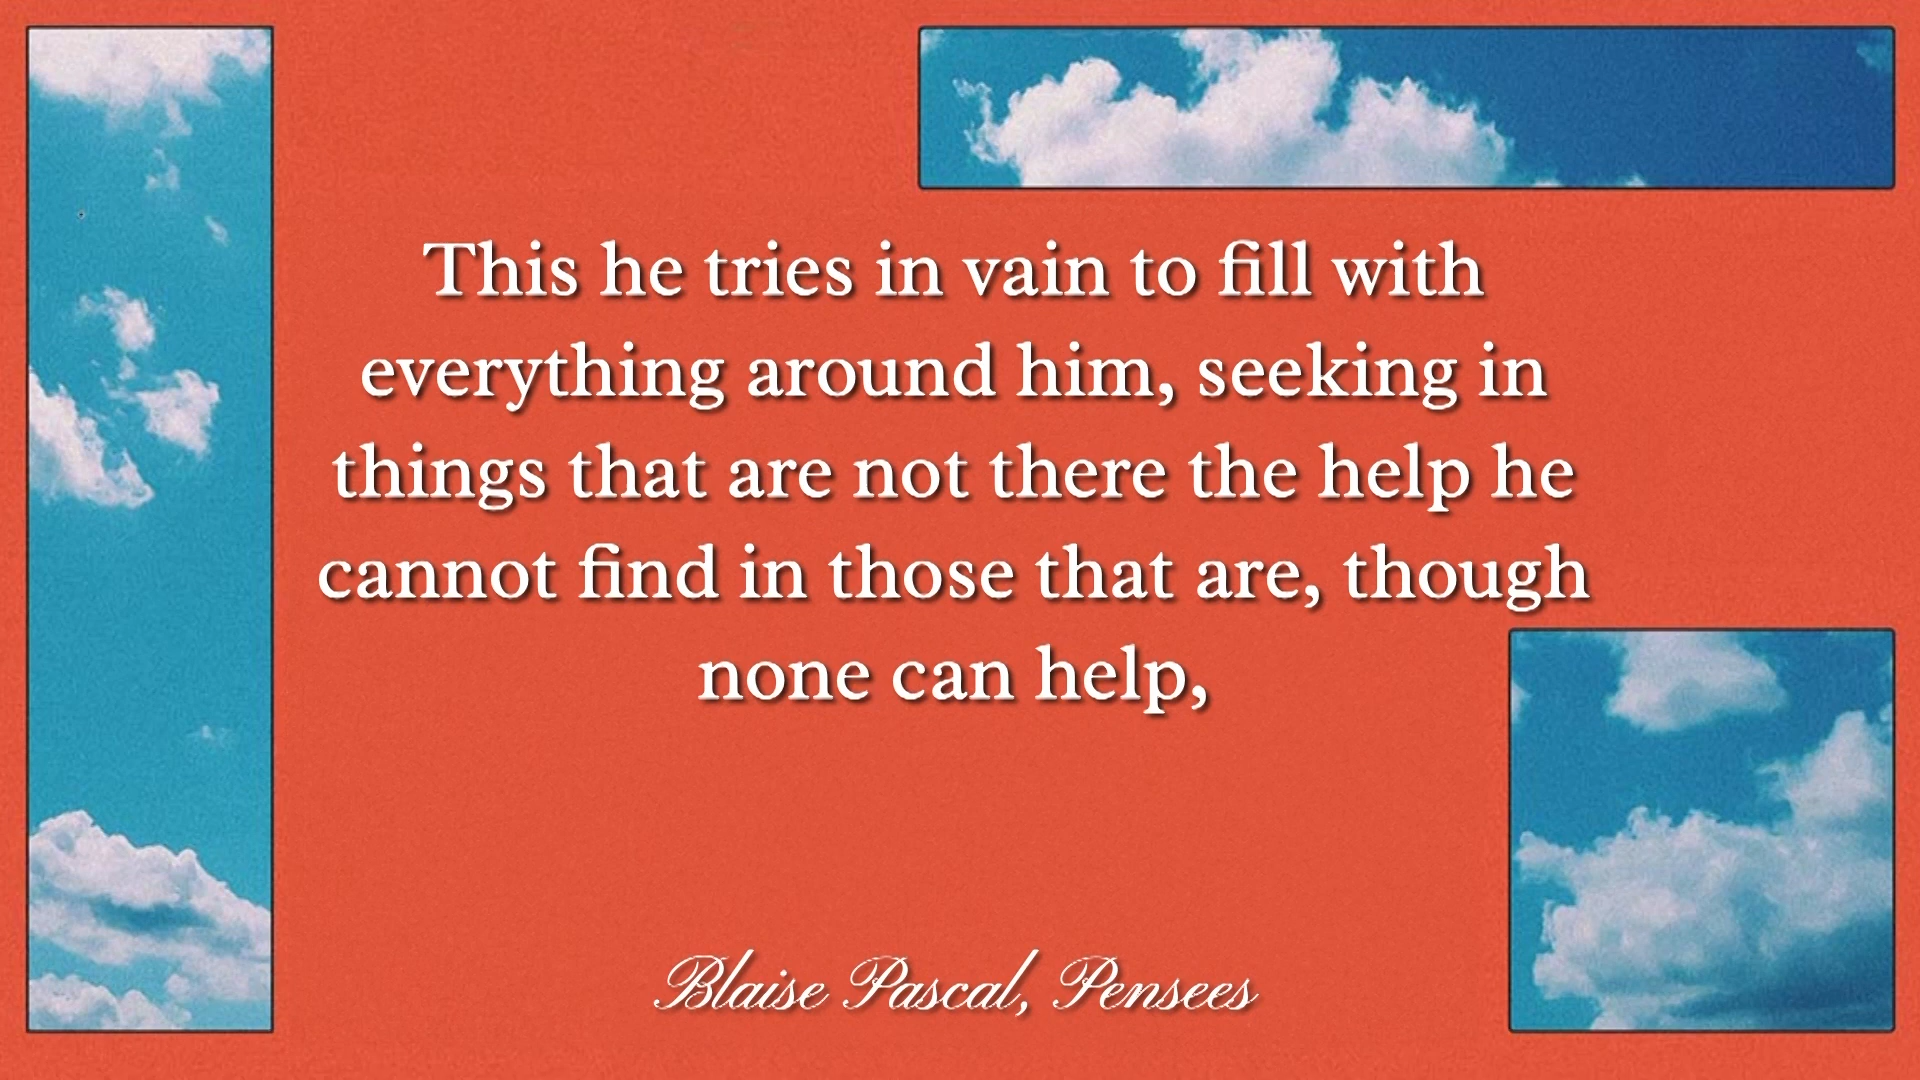 This he tries in vain to fill with
everything around him, seeking in
things that are not there the help he
cannot find in those that are, though
none can help,
Blaise Pascal, Pensees